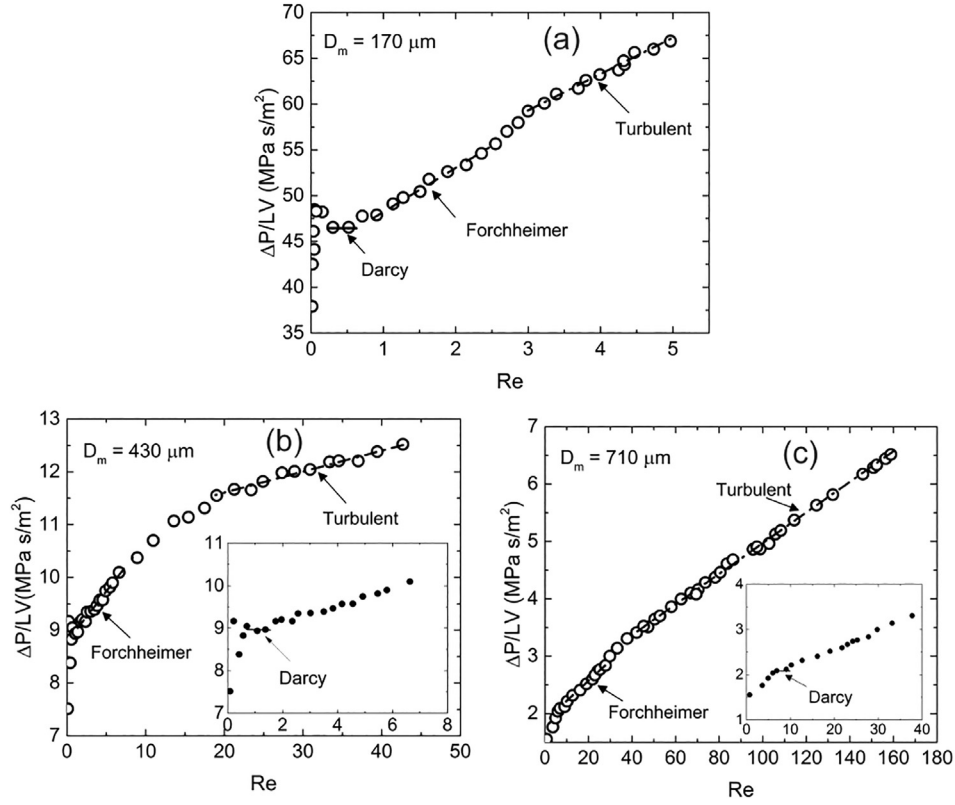 (a)
D_m = 170 μm
70
65
60
55
50
45
40
35
ΔP/LV (MPa s/m²)
Turbulent
Forchheimer
Darcy
0 1 2 3 4 5
Re
(b)
D_m = 430 μm
13
12
11
10
9
8
7
ΔP/LV(MPa s/m²)
Turbulent
Forchheimer
11
10
9
8
7
Darcy
0 2 4 6 8
0 10 20 30 40 50
Re
(c)
D_m = 710 μm
7
6
5
4
3
2
ΔP/LV (MPa s/m²)
Turbulent
Forchheimer
4
3
2
1
Darcy
0 10 20 30 40
0 20 40 60 80 100 120 140 160 180
Re